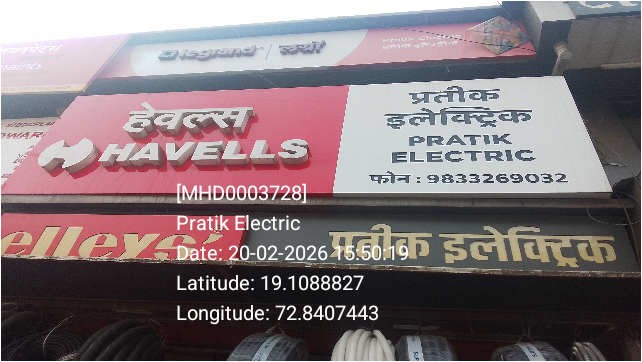 legrand
प्रतीक
इलेक्ट्रिक
हेवल्स
HAVELLS
PRATIK
ELECTRIC
फोन : 9833269032
[MHD0003728]
Pratik Electric
Date: 20-02-2026 15:50:19
Latitude: 19.1088827
Longitude: 72.8407443
प्रतीक इलेक्ट्रिक